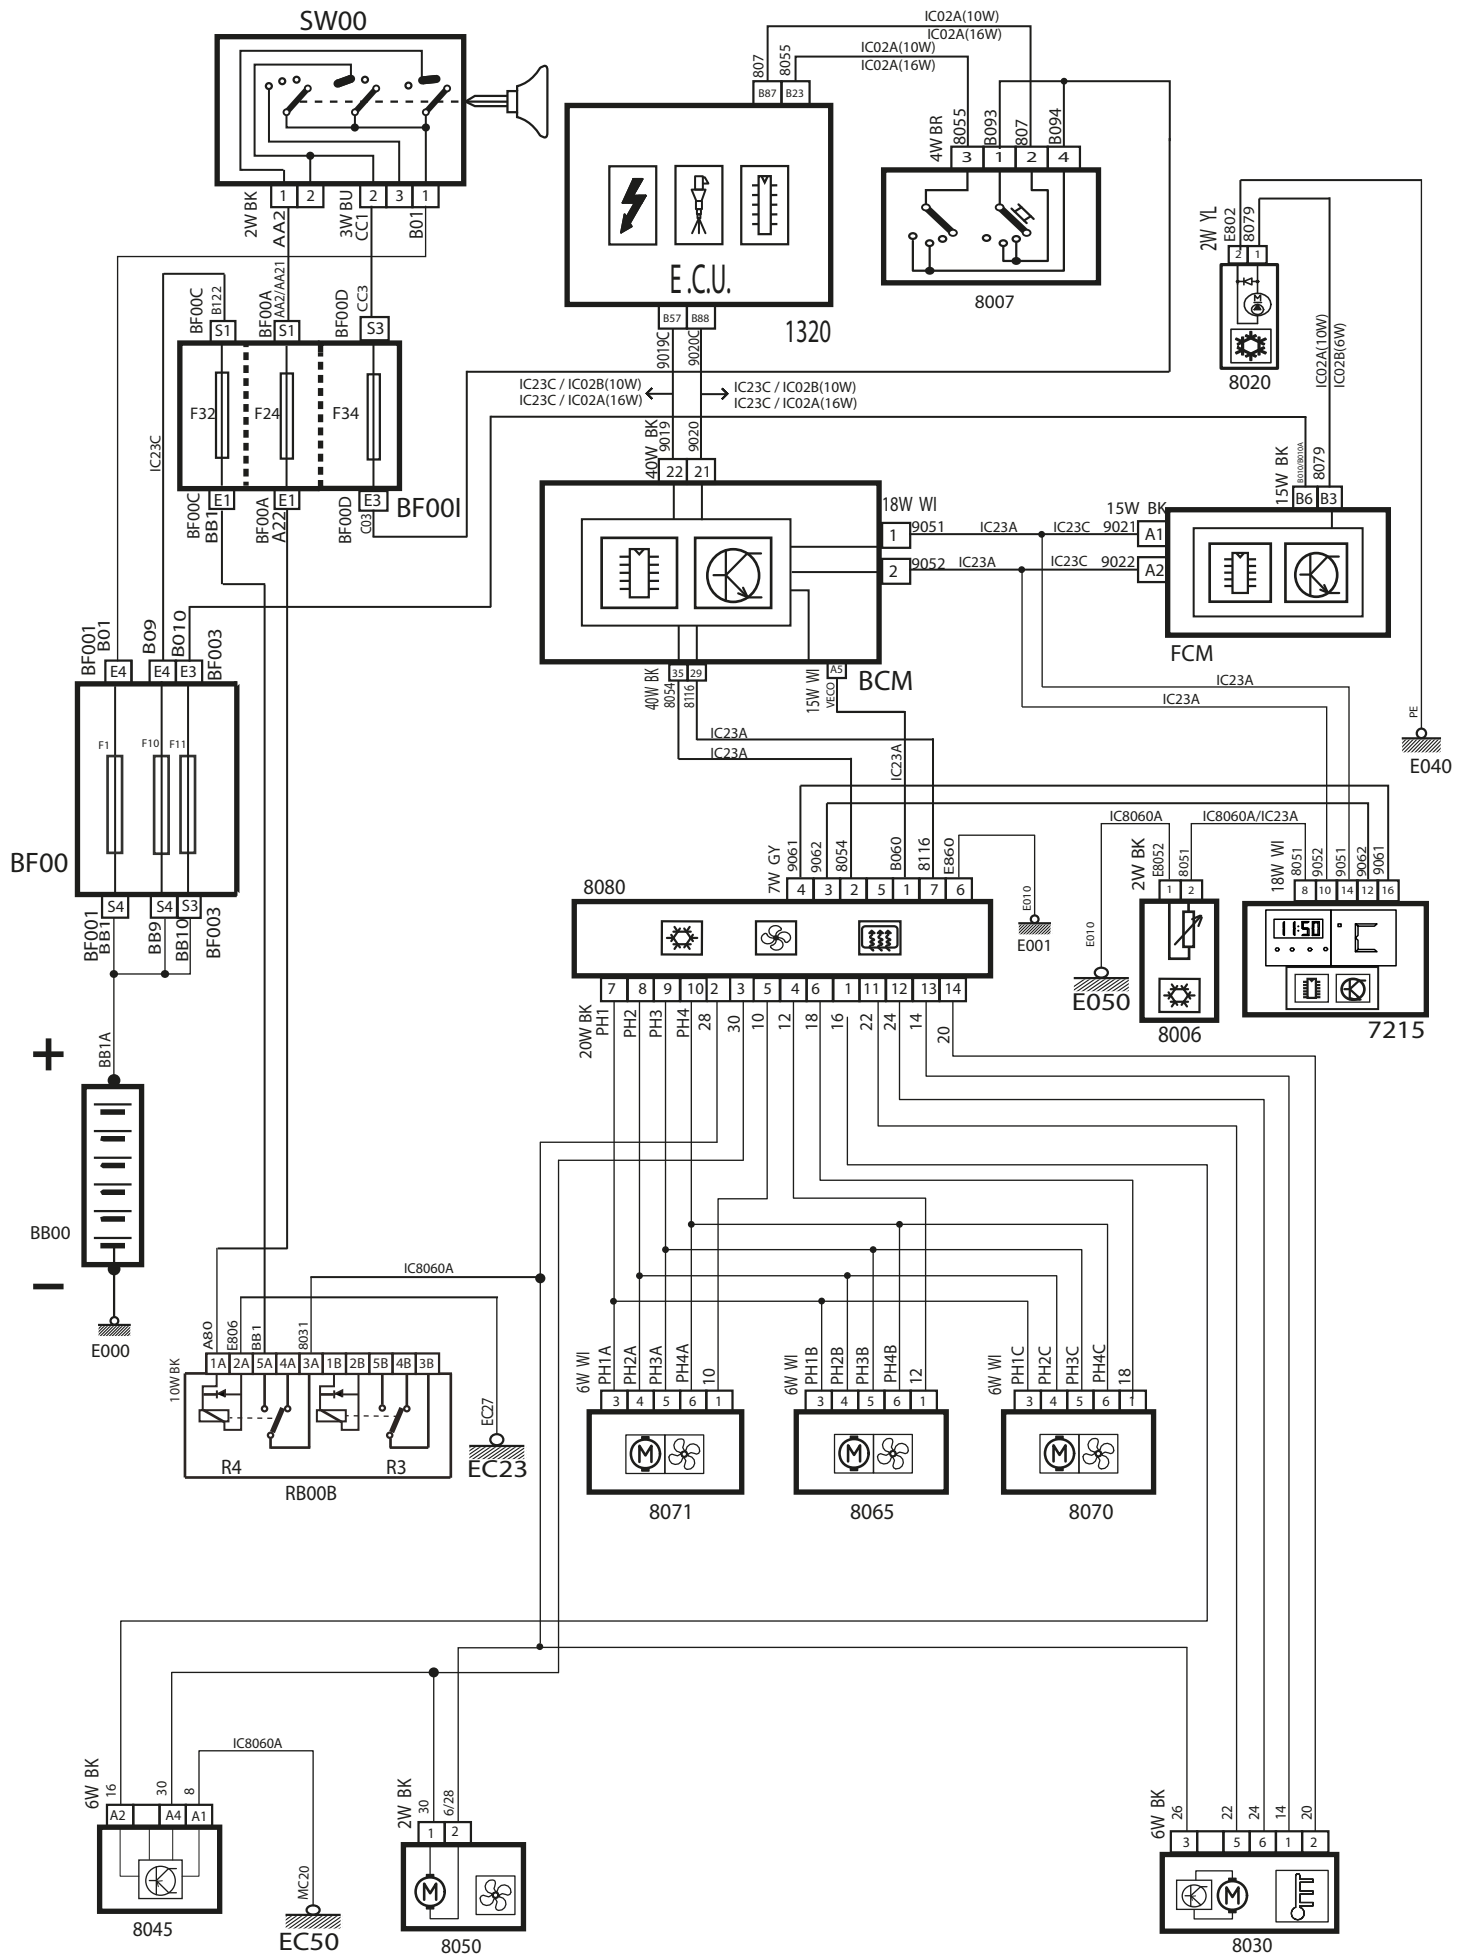 SW00
1 2 2 3 1
2W BK
AA2
3W BU
CC1
B01
IC02A(10W)
IC02A(16W)
IC02A(10W)
IC02A(16W)
807
8055
B87 B23
E.C.U.
B57 B88
1320
9019C
9020C
4W BR
8055
B093
807
B094
3 1 2 4
8007
2W YL
E802
8079
2 1
8020
IC02A(10W)
IC02B(6W)
BF00C
B122
BF00A
AA2/AA21
BF00D
CC3
S1 S1 S3
F32 F24 F34
E1 E1 E3
BF00I
BF00C
BB1
BF00A
A22
BF00D
C03
IC23C
IC23C / IC02B(10W)
IC23C / IC02A(16W)
IC23C / IC02B(10W)
IC23C / IC02A(16W)
40W BK
9019
9020
22 21
18W WI
1 9051 IC23A IC23C 9021 A1
2 9052 IC23A IC23C 9022 A2
15W BK
15W BK
B010/B010A
8079
B6 B3
FCM
BCM
35 29 A5
40W BK
8054
8116
15W WI
VECO
IC23A
IC23A
IC23A
IC23A
IC23A
PE
E040
BF001
B01
B09
B010
BF003
E4 E4 E3
F1 F10 F11
BF00
S4 S4 S3
BF001
BB1
BB9
BB10
BF003
BB1A
+
BB00
−
E000
7W GY
9061
9062
8054
B060
8116
E860
8080
4 3 2 5 1 7 6
E010
E001
7 8 9 10 2 3 5 4 6 1 11 12 13 14
20W BK
PH1
PH2
PH3
PH4
28
30
10
12
18
16
22
24
14
20
IC8060A
IC8060A/IC23A
2W BK
E8052
8051
1 2
E010
E050
8006
18W WI
8051
9052
9051
9062
9061
8 10 14 12 16
11:50
7215
IC8060A
10W BK
A80
E806
BB1
8031
1A 2A 5A 4A 3A 1B 2B 5B 4B 3B
R4 R3
RB00B
EC27
EC23
6W WI
PH1A
PH2A
PH3A
PH4A
10
3 4 5 6 1
M
8071
6W WI
PH1B
PH2B
PH3B
PH4B
12
3 4 5 6 1
M
8065
6W WI
PH1C
PH2C
PH3C
PH4C
18
3 4 5 6 1
M
8070
6W BK
16
30
8
IC8060A
A2 A4 A1
8045
MC20
EC50
2W BK
30
6/28
1 2
M
8050
6W BK
26
22
24
14
20
3 5 6 1 2
M
8030